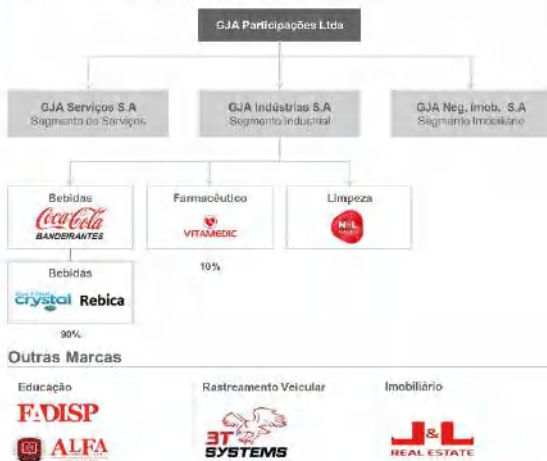 GJA Participações Ltda
GJA Serviços S.A
Segmento de Serviços
GJA Indústrias S.A
Segmento Industrial
GJA Neg. Imob. S.A
Segmento Imobiliário
Bebidas
Coca-Cola
BANDEIRANTES
Farmacêutico
VITAMEDIC
Limpeza
10%
Bebidas
crystal Rebica
90%
Outras Marcas
Educação
Rastreamento Veicular
Imobiliário
FADISP
ALFA
3T
SYSTEMS
J&L
REAL ESTATE